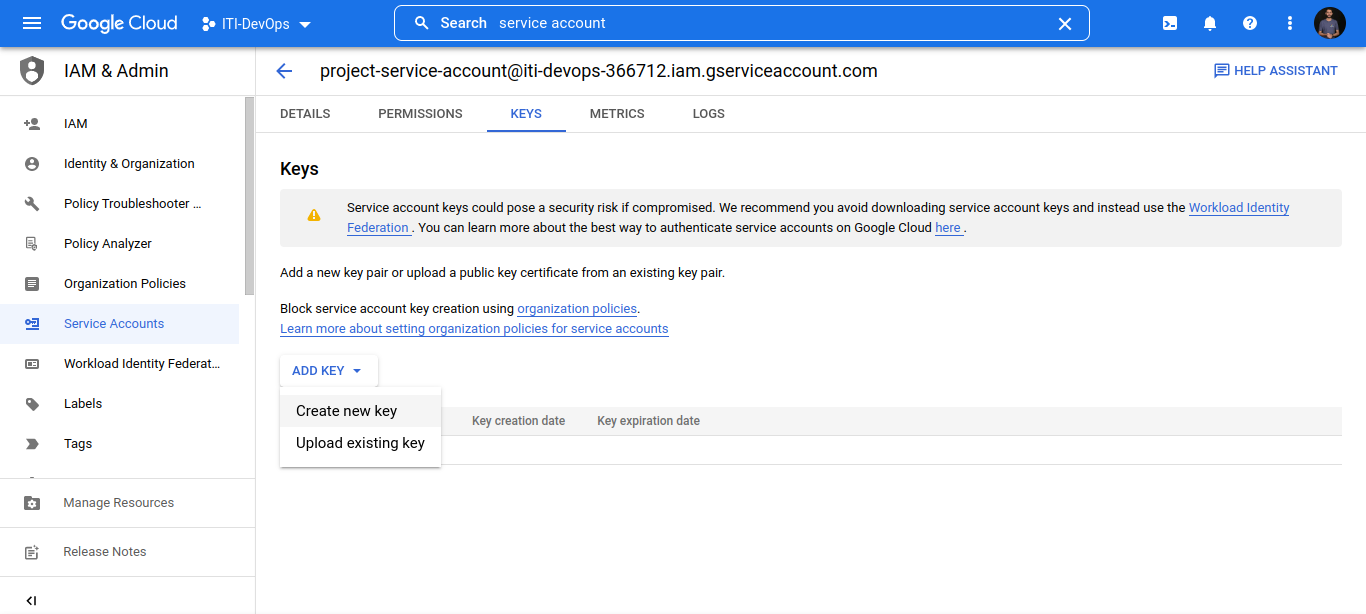 Google Cloud
ITI-DevOps
Search service account
IAM & Admin
project-service-account@iti-devops-366712.iam.gserviceaccount.com
HELP ASSISTANT
IAM
Identity & Organization
Policy Troubleshooter ...
Policy Analyzer
Organization Policies
Service Accounts
Workload Identity Federat...
Labels
Tags
Manage Resources
Release Notes
DETAILS
PERMISSIONS
KEYS
METRICS
LOGS
Keys
Service account keys could pose a security risk if compromised. We recommend you avoid downloading service account keys and instead use the Workload Identity
Federation . You can learn more about the best way to authenticate service accounts on Google Cloud here .
Add a new key pair or upload a public key certificate from an existing key pair.
Block service account key creation using organization policies.
Learn more about setting organization policies for service accounts
ADD KEY
Create new key
Upload existing key
Key creation date
Key expiration date